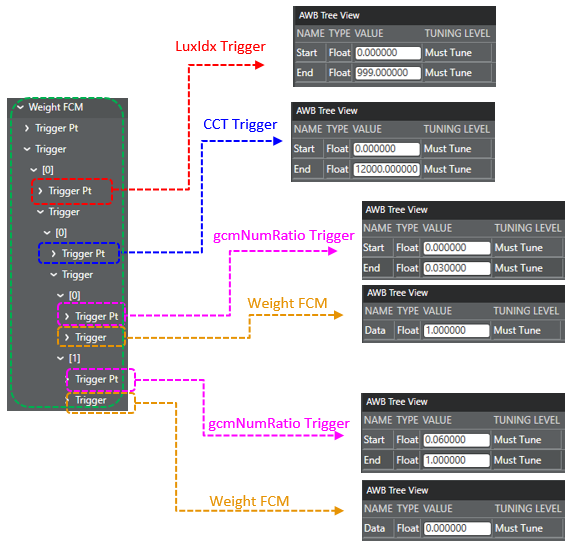 AWB Tree View
NAME TYPE VALUE TUNING LEVEL
Start Float 0.000000 Must Tune
End Float 999.000000 Must Tune
LuxIdx Trigger
Weight FCM
Trigger Pt
Trigger
[0]
Trigger Pt
Trigger
[0]
Trigger Pt
Trigger
[0]
Trigger Pt
Trigger
[1]
Trigger Pt
Trigger
CCT Trigger
AWB Tree View
NAME TYPE VALUE TUNING LEVEL
Start Float 0.000000 Must Tune
End Float 12000.000000 Must Tune
gcmNumRatio Trigger
AWB Tree View
NAME TYPE VALUE TUNING LEVEL
Start Float 0.000000 Must Tune
End Float 0.030000 Must Tune
Weight FCM
AWB Tree View
NAME TYPE VALUE TUNING LEVEL
Data Float 1.000000 Must Tune
gcmNumRatio Trigger
AWB Tree View
NAME TYPE VALUE TUNING LEVEL
Start Float 0.060000 Must Tune
End Float 1.000000 Must Tune
Weight FCM
AWB Tree View
NAME TYPE VALUE TUNING LEVEL
Data Float 0.000000 Must Tune